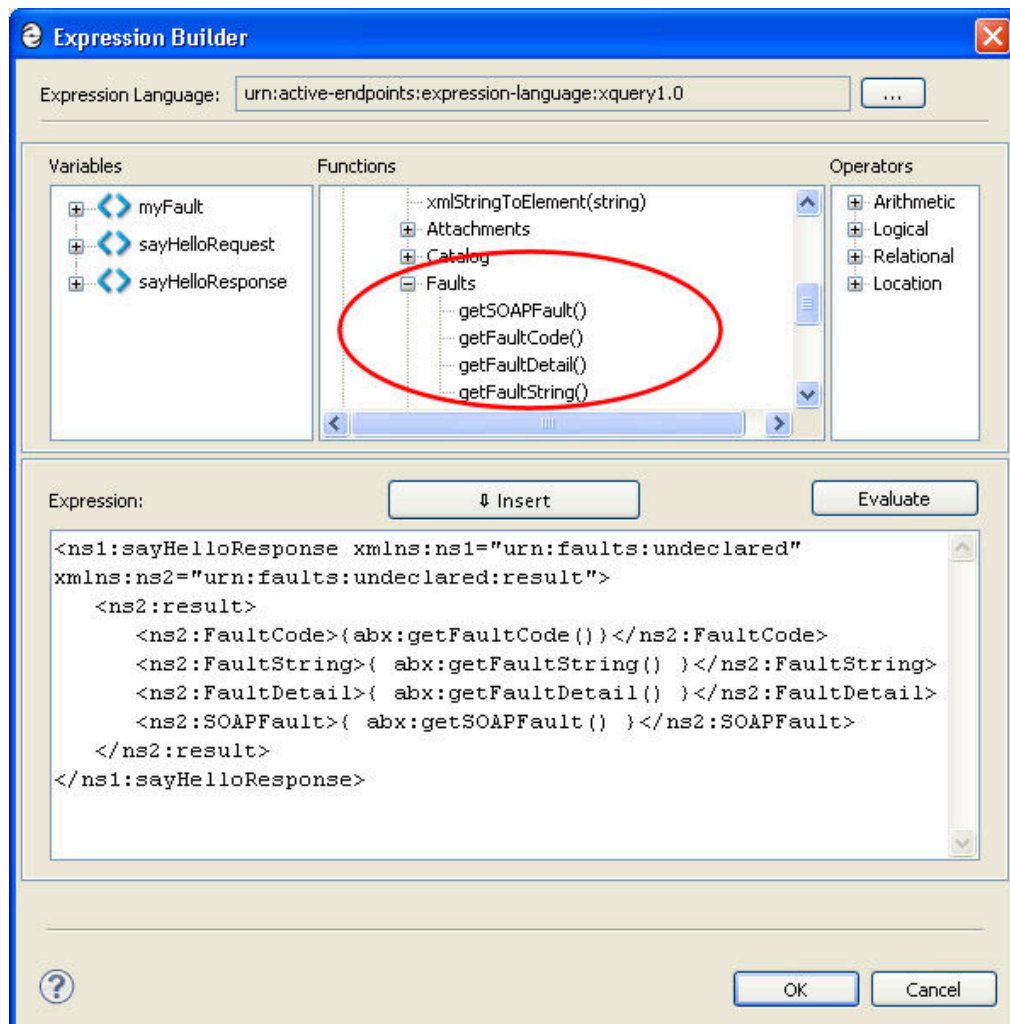 Expression Builder
Expression Language: urn:active-endpoints:expression-language:xquery1.0 ...
Variables Functions Operators
myFault
sayHelloRequest
sayHelloResponse
xmlStringToElement(string)
Attachments
Catalog
Faults
getSOAPFault()
getFaultCode()
getFaultDetail()
getFaultString()
Arithmetic
Logical
Relational
Location
Expression: ⇩ Insert Evaluate
<ns1:sayHelloResponse xmlns:ns1="urn:faults:undeclared"
xmlns:ns2="urn:faults:undeclared:result">
   <ns2:result>
      <ns2:FaultCode>{abx:getFaultCode()}</ns2:FaultCode>
      <ns2:FaultString>{ abx:getFaultString() }</ns2:FaultString>
      <ns2:FaultDetail>{ abx:getFaultDetail() }</ns2:FaultDetail>
      <ns2:SOAPFault>{ abx:getSOAPFault() }</ns2:SOAPFault>
   </ns2:result>
</ns1:sayHelloResponse>
? OK Cancel